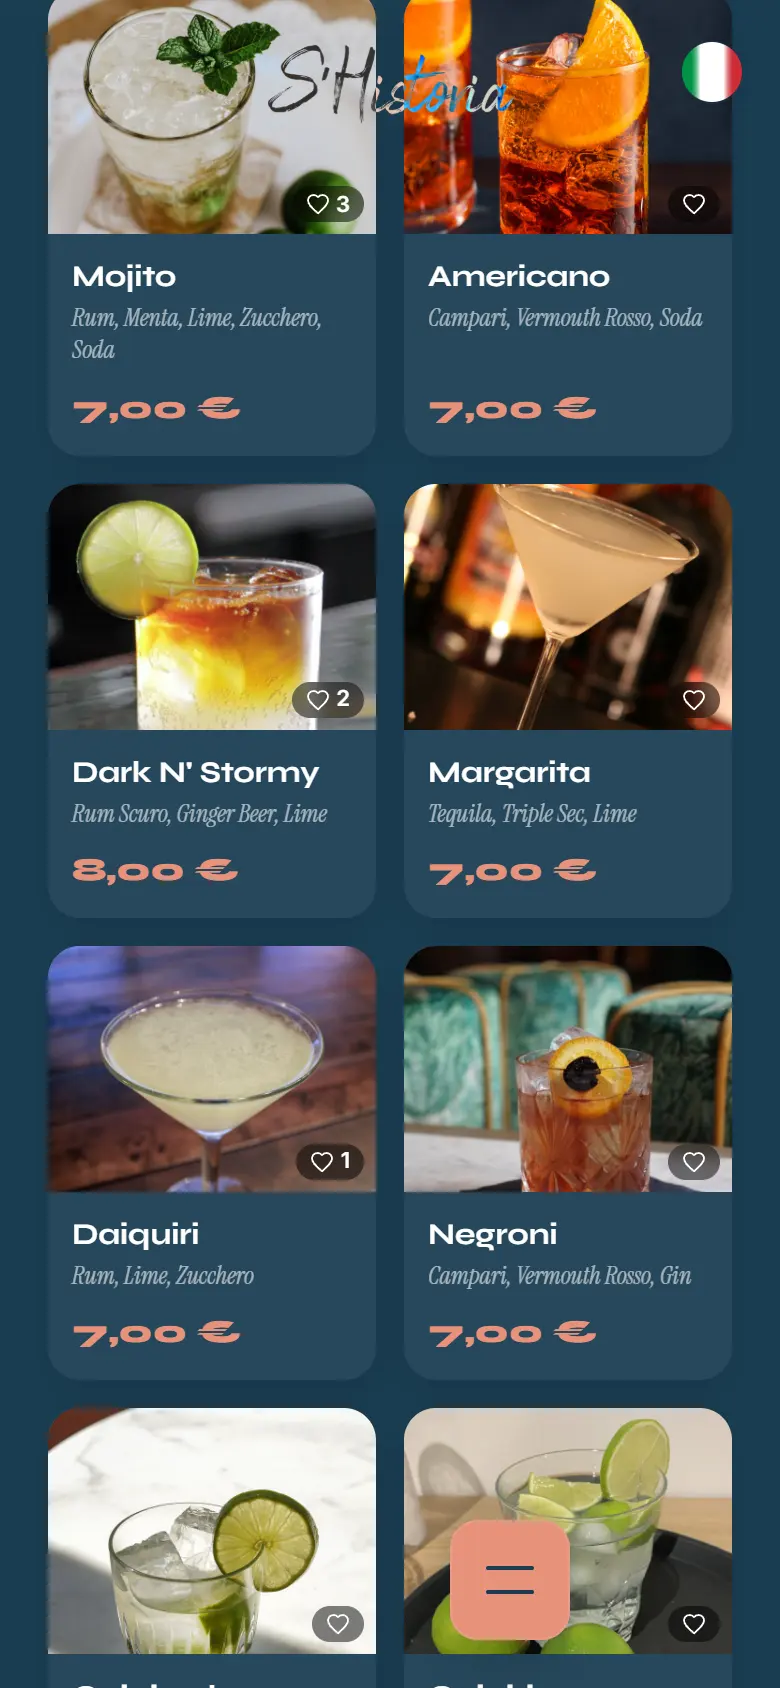 S'Historia
3
Mojito
Rum, Menta, Lime, Zucchero,
Soda
7,00 €
Americano
Campari, Vermouth Rosso, Soda
7,00 €
2
Dark N' Stormy
Rum Scuro, Ginger Beer, Lime
8,00 €
Margarita
Tequila, Triple Sec, Lime
7,00 €
1
Daiquiri
Rum, Lime, Zucchero
7,00 €
Negroni
Campari, Vermouth Rosso, Gin
7,00 €